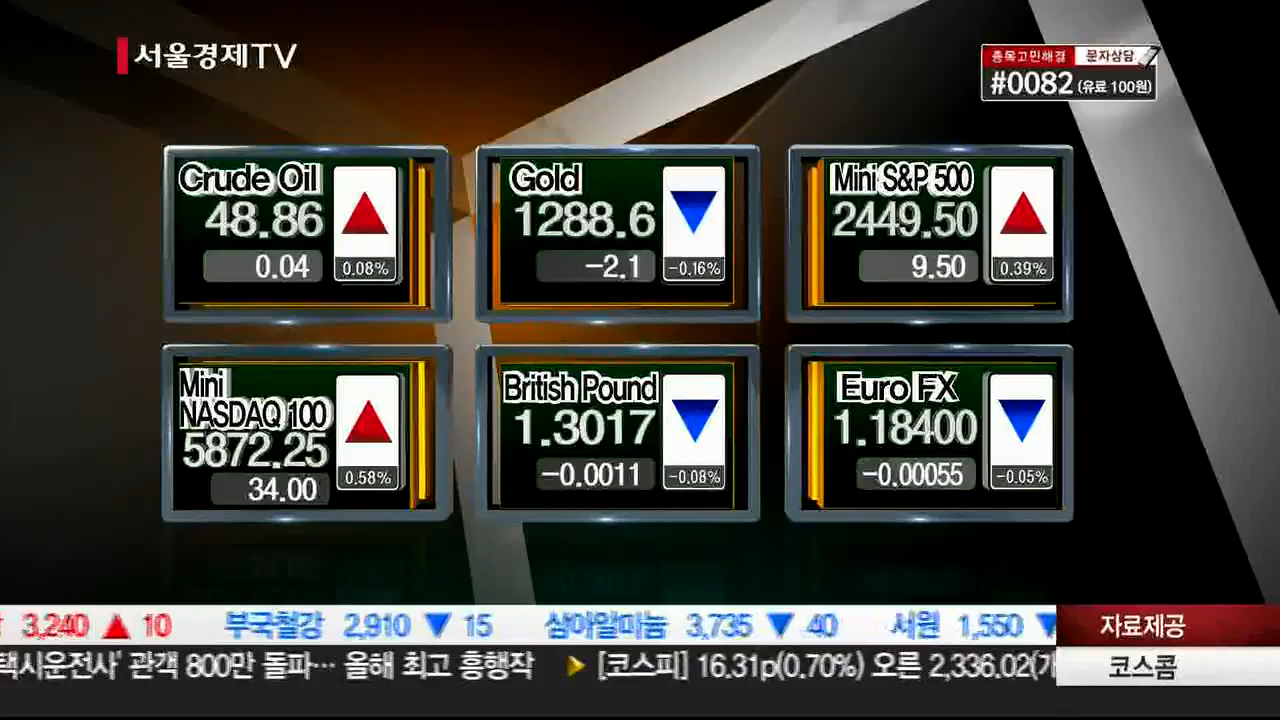 서울경제TV
종목고민해결 문자상담
#0082 (유료 100원)
Crude Oil
48.86
0.04
0.08%
Gold
1288.6
-2.1
-0.16%
Mini S&P 500
2449.50
9.50
0.39%
Mini
NASDAQ 100
5872.25
34.00
0.58%
British Pound
1.3017
-0.0011
-0.08%
Euro FX
1.18400
-0.00055
-0.05%
3,240 ▲ 10 부국철강 2,910 ▼ 15 삼아알미늄 3,735 ▼ 40 서원 1,550 ▼
자료제공
택시운전사' 관객 800만 돌파… 올해 최고 흥행작 ▶ [코스피] 16.31p(0.70%) 오른 2,336.02(
코스콤